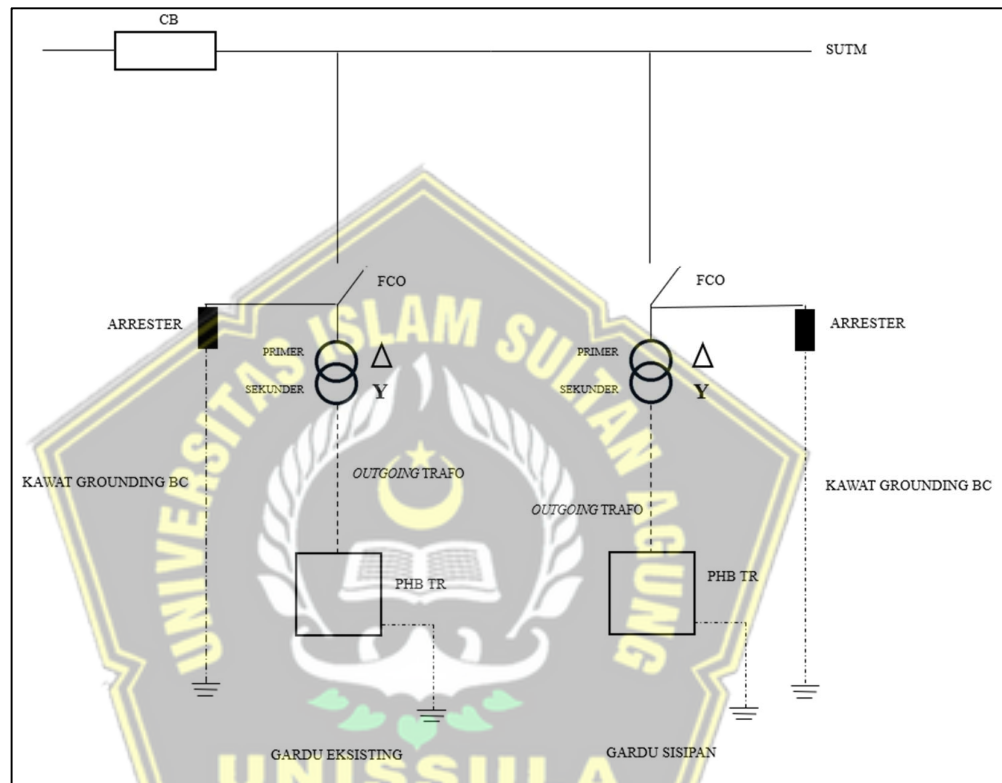 CB
SUTM
FCO
FCO
ARRESTER
ARRESTER
PRIMER
Δ
PRIMER
Δ
SEKUNDER
Y
SEKUNDER
Y
KAWAT GROUNDING BC
OUTGOING TRAFO
KAWAT GROUNDING BC
OUTGOING TRAFO
PHB TR
PHB TR
GARDU EKSISTING
GARDU SISIPAN
UNIVERSITAS ISLAM SULTAN AGUNG
UNISSULA